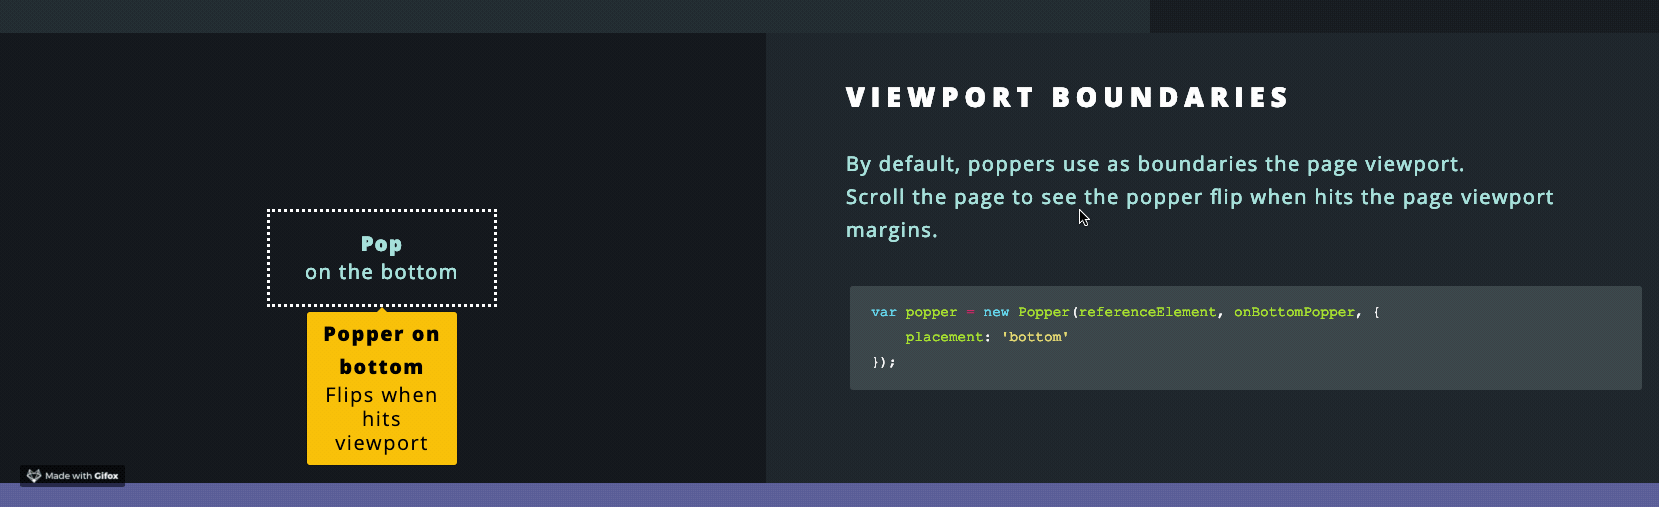 VIEWPORT BOUNDARIES
By default, poppers use as boundaries the page viewport.
Scroll the page to see the popper flip when hits the page viewport
margins.
Pop
on the bottom
Popper on
bottom
Flips when
hits
viewport
var popper = new Popper(referenceElement, onBottomPopper, {
    placement: 'bottom'
});
Made with Gifox